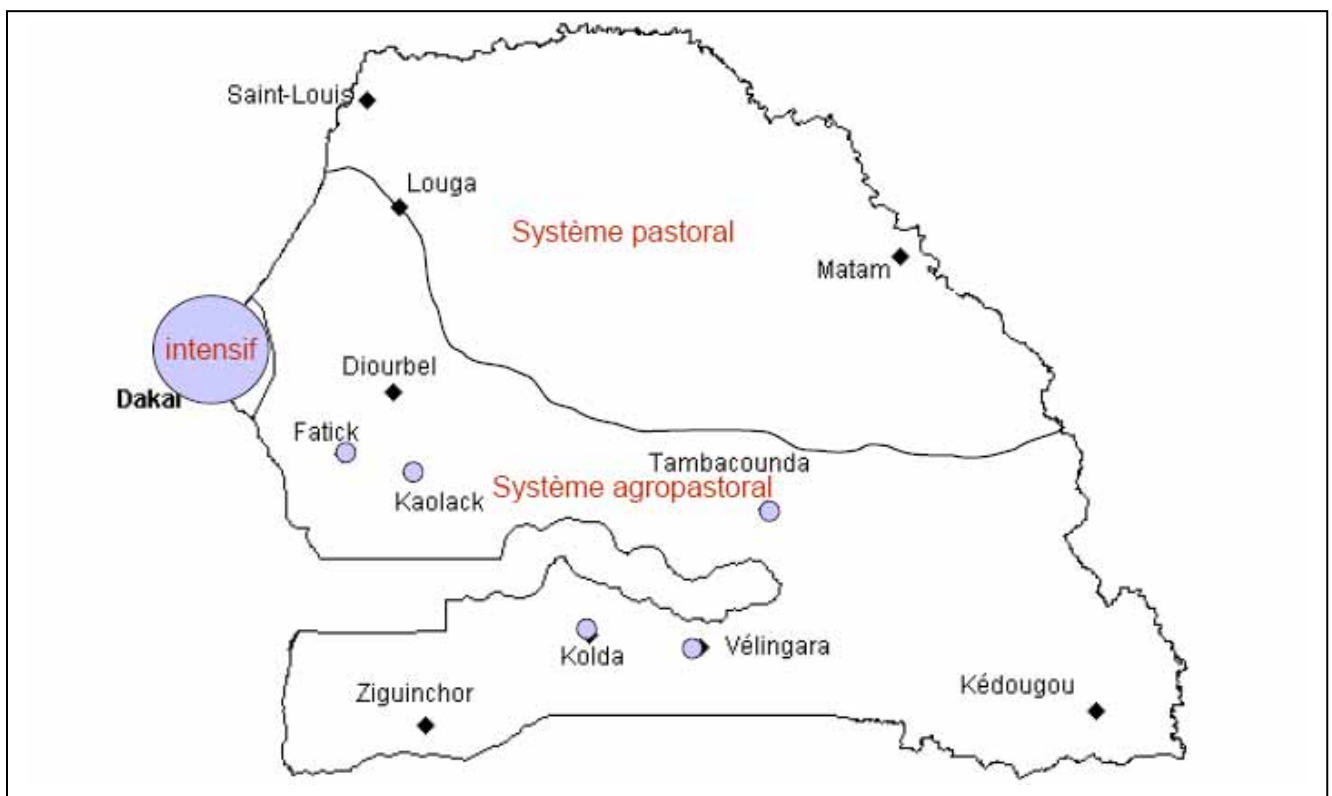 Saint-Louis
Louga
Système pastoral
Matam
intensif
Diourbel
Dakar
Fatick
Tambacounda
Kaolack
Système agropastoral
Kolda
Vélingara
Ziguinchor
Kédougou